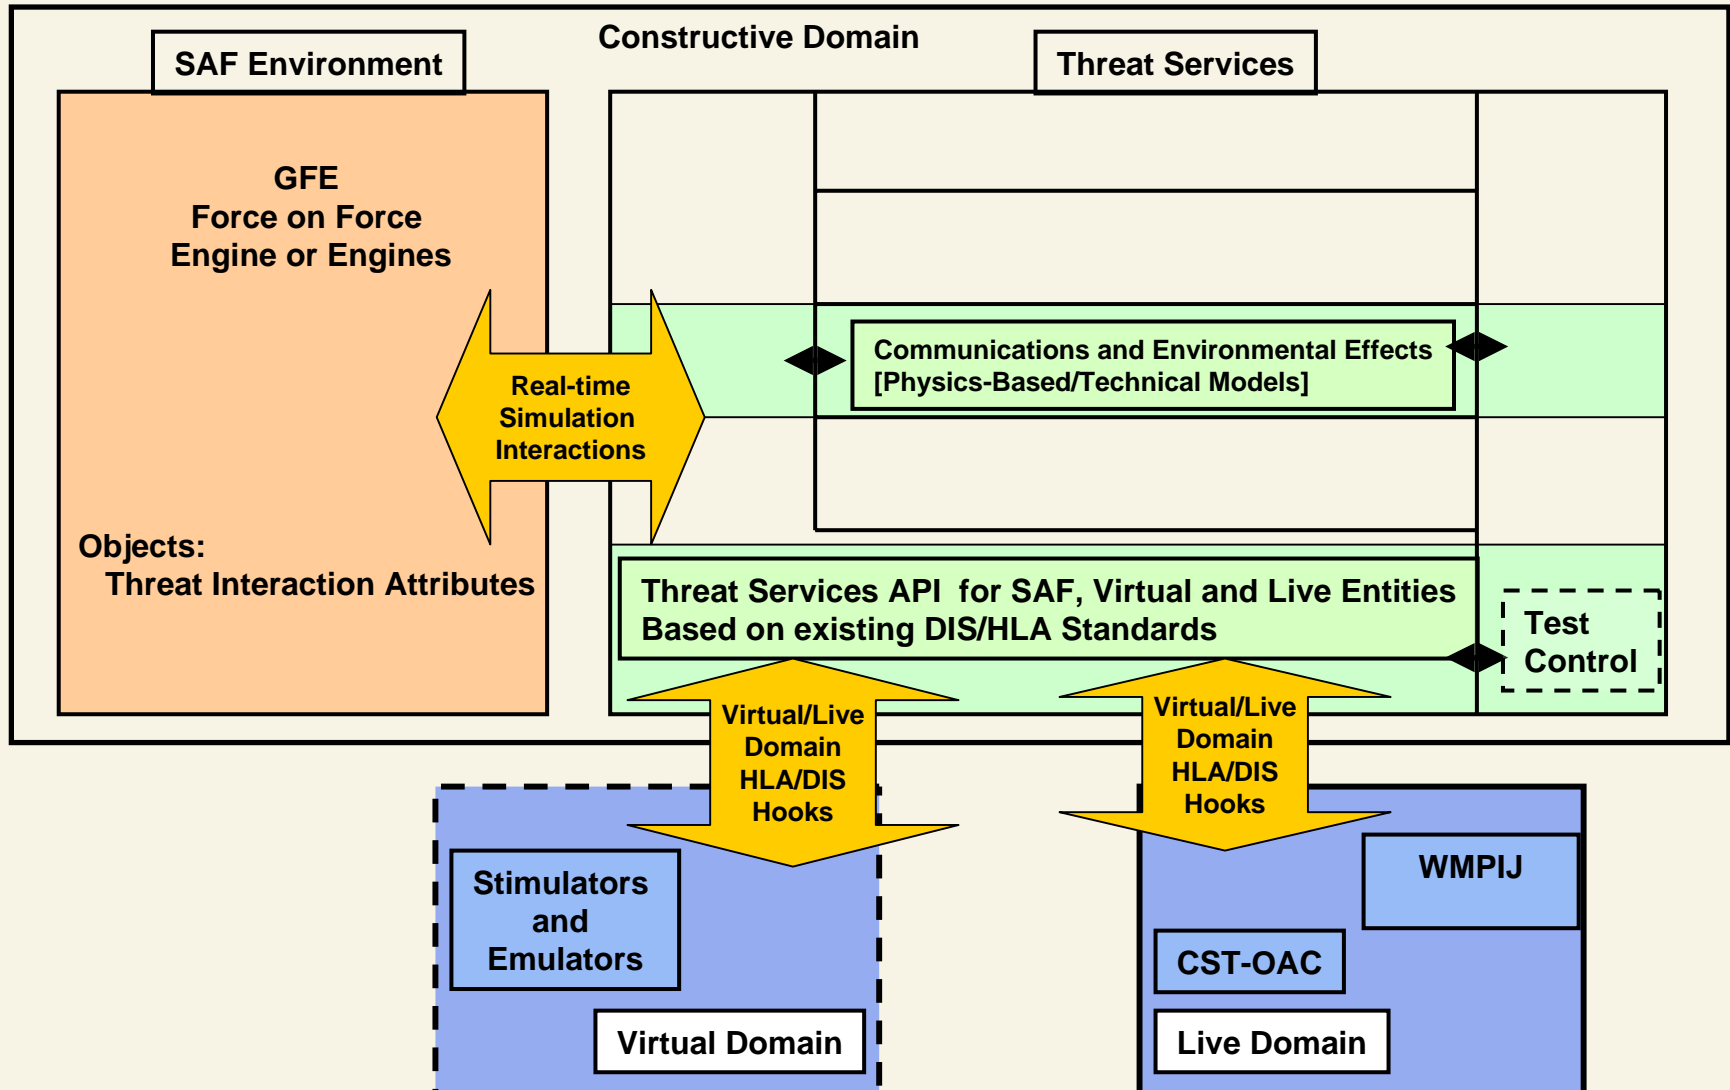 Constructive Domain
SAF Environment
Threat Services
GFE
Force on Force
Engine or Engines
Real-time
Simulation
Interactions
Communications and Environmental Effects
[Physics-Based/Technical Models]
Objects:
Threat Interaction Attributes
Threat Services API for SAF, Virtual and Live Entities
Based on existing DIS/HLA Standards
Test
Control
Virtual/Live
Domain
HLA/DIS
Hooks
Virtual/Live
Domain
HLA/DIS
Hooks
Stimulators
and
Emulators
Virtual Domain
WMPIJ
CST-OAC
Live Domain